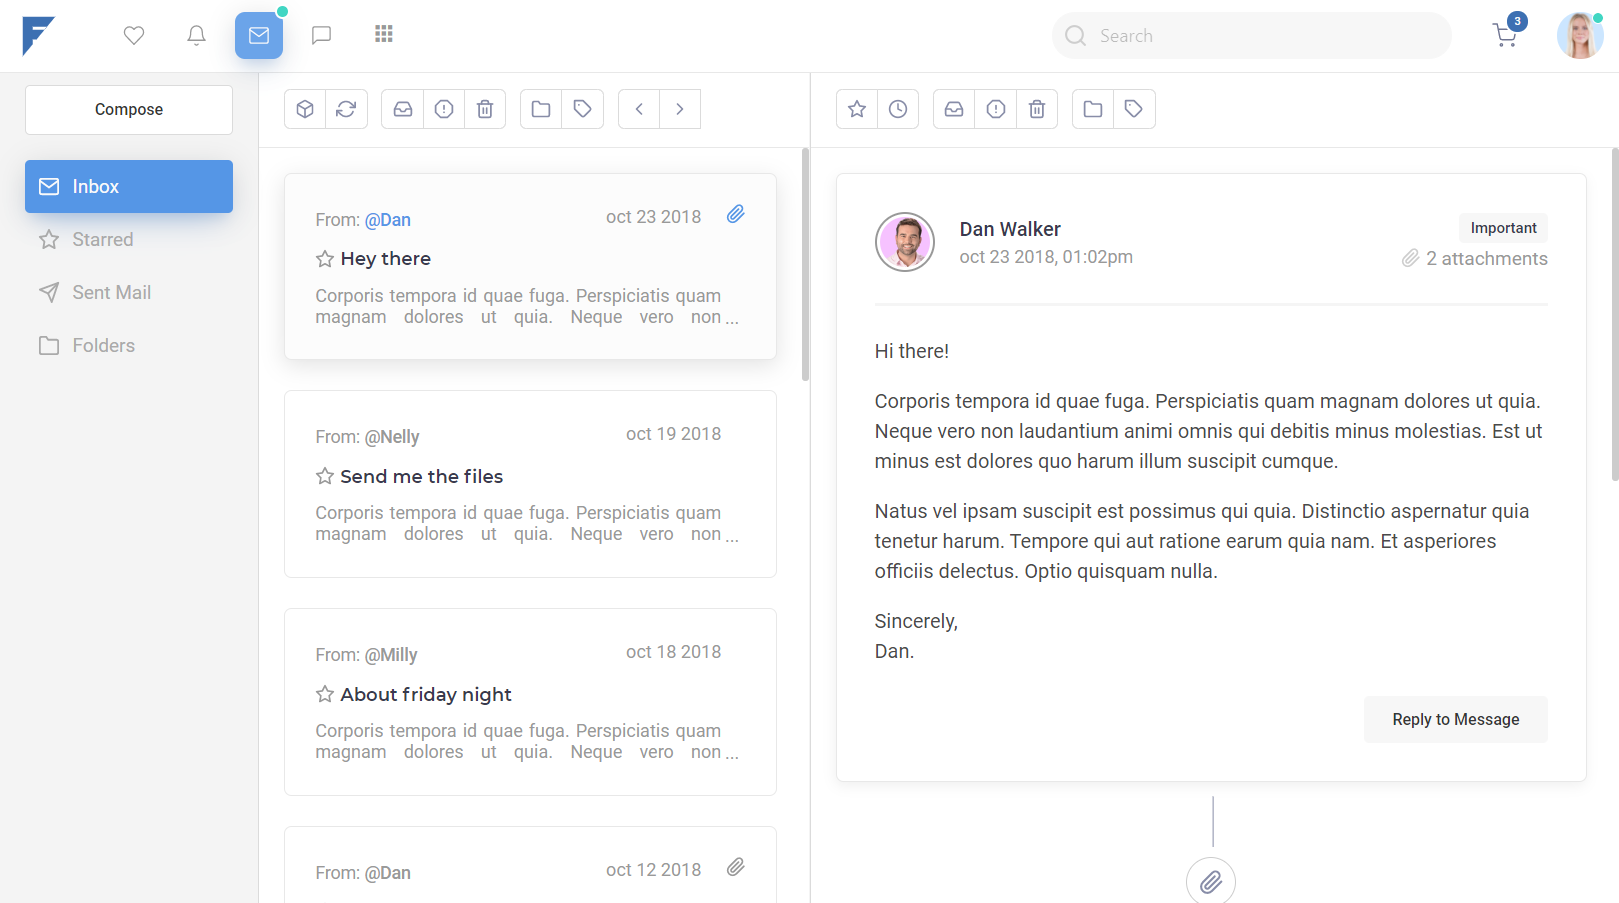 Search
3
Compose
Inbox
Starred
Sent Mail
Folders
From: @Dan
oct 23 2018
Hey there
Corporis tempora id quae fuga. Perspiciatis quam
magnam dolores ut quia. Neque vero non ...
From: @Nelly
oct 19 2018
Send me the files
Corporis tempora id quae fuga. Perspiciatis quam
magnam dolores ut quia. Neque vero non ...
From: @Milly
oct 18 2018
About friday night
Corporis tempora id quae fuga. Perspiciatis quam
magnam dolores ut quia. Neque vero non ...
From: @Dan
oct 12 2018
Dan Walker
oct 23 2018, 01:02pm
Important
2 attachments
Hi there!
Corporis tempora id quae fuga. Perspiciatis quam magnam dolores ut quia.
Neque vero non laudantium animi omnis qui debitis minus molestias. Est ut
minus est dolores quo harum illum suscipit cumque.
Natus vel ipsam suscipit est possimus qui quia. Distinctio aspernatur quia
tenetur harum. Tempore qui aut ratione earum quia nam. Et asperiores
officiis delectus. Optio quisquam nulla.
Sincerely,
Dan.
Reply to Message